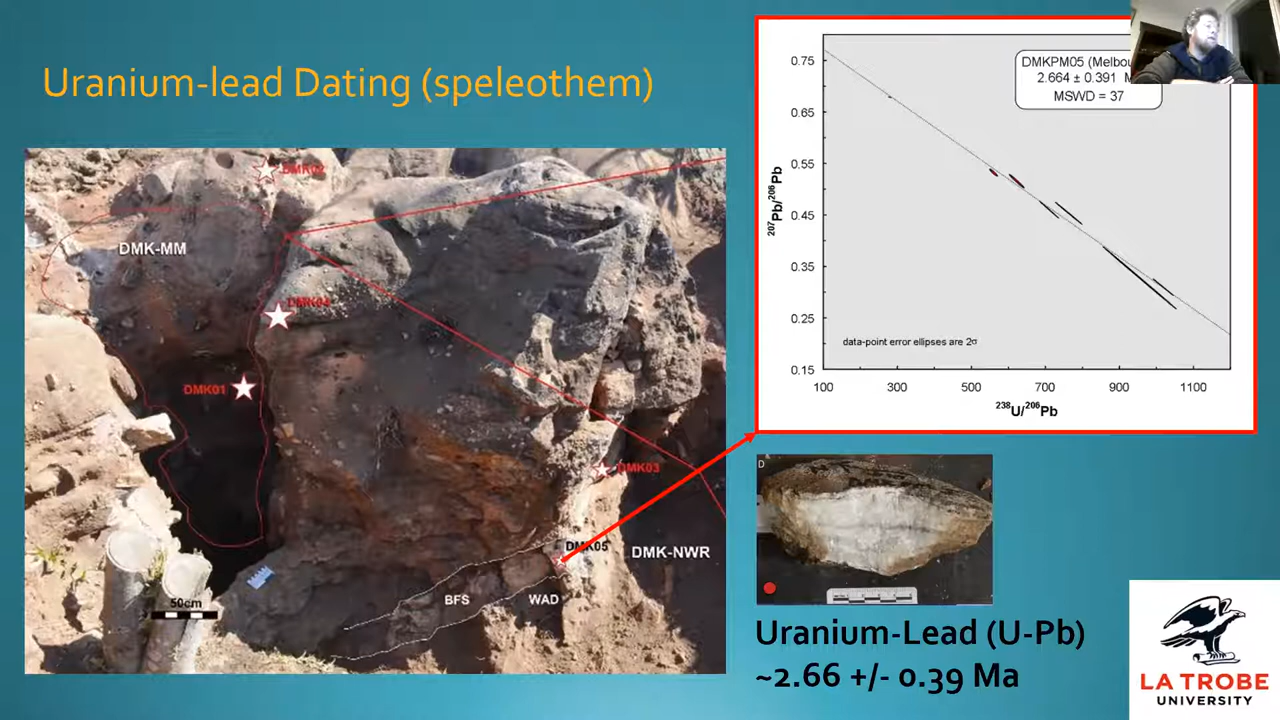 Uranium-lead Dating (speleothem)
DMK02
DMK-MM
DMK04
DMK01
DMK03
DMK05
DMK-NWR
BFS
WAD
50cm
DMKPM05 (Melbou
2.664 ± 0.391 M
MSWD = 37
0.75
0.65
0.55
0.45
0.35
0.25
0.15
207Pb/206Pb
data-point error ellipses are 2σ
100
300
500
700
900
1100
238U/206Pb
D
Uranium-Lead (U-Pb)
~2.66 +/- 0.39 Ma
LA TROBE
UNIVERSITY